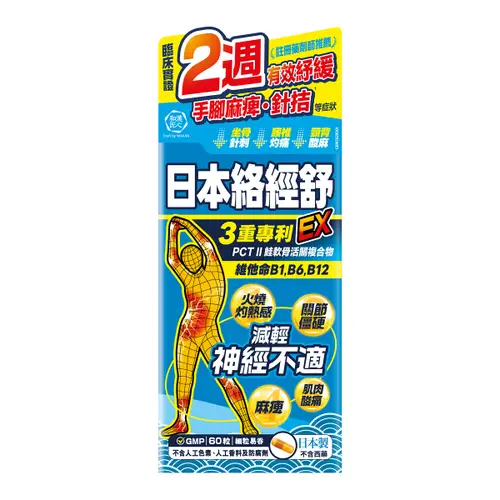 臨床實證
2週
註冊藥劑師推薦
有效紓緩
手腳麻痺·針拮
等症狀
和漢
匠心
坐骨
針刺
腰椎
灼痛
頸背
酸麻
日本絡經舒
3重專利 EX
PCT II 鮭軟骨活關複合物
維他命B1,B6,B12
火燒
灼熱感
關節
僵硬
減輕
神經不適
麻痺
肌肉
酸痛
GMP 60粒 細粒易吞
不含人工色素、人工香料及防腐劑
日本製
不含西藥